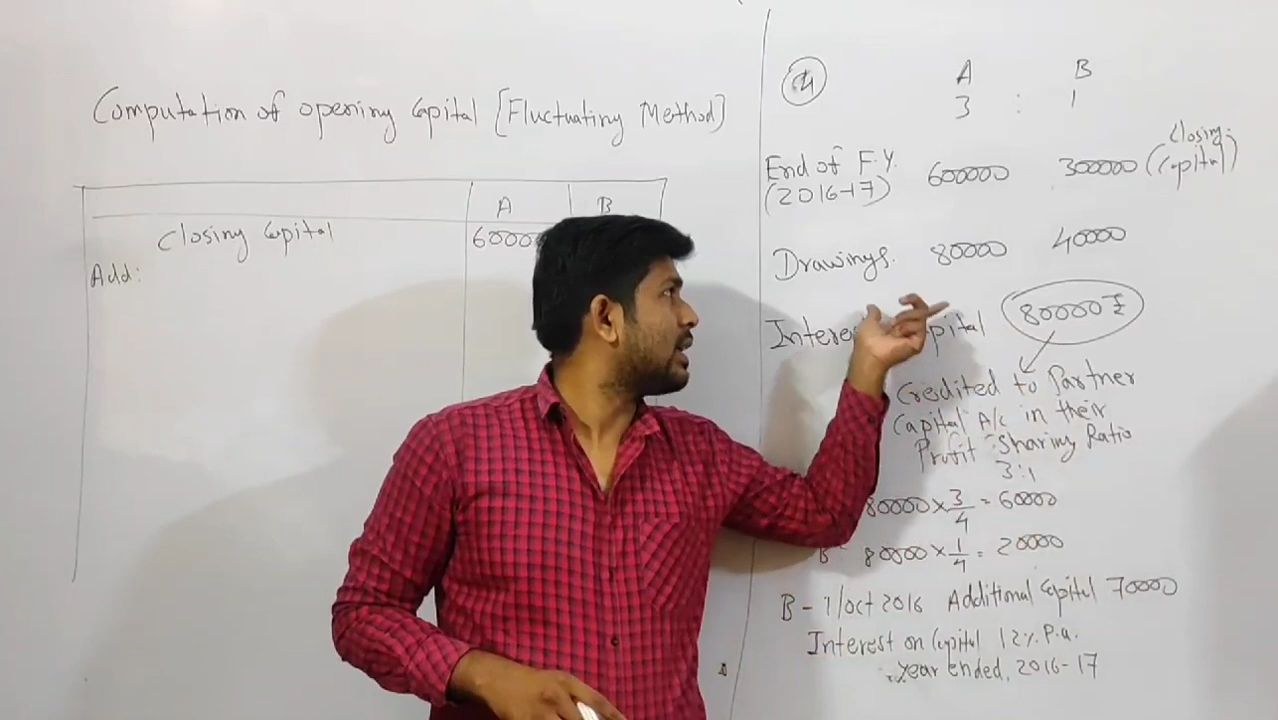 Computation of opening Capital [Fluctuating Method]
A B
Closing Capital 60000
Add:
4
A B
3 : 1
End of F.Y. 600000 300000 (Closing Capital)
(2016-17)
Drawings. 80000 40000
Interes pital 80000 ₹
Credited to Partner
Capital A/c in their
Profit Sharing Ratio
3:1
80000 × 3/4 = 60000
B 80000 × 1/4 = 20000
B - 1/Oct 2016 Additional Capital 70000
Interest on Capital 12% P.a.
Year ended, 2016-17